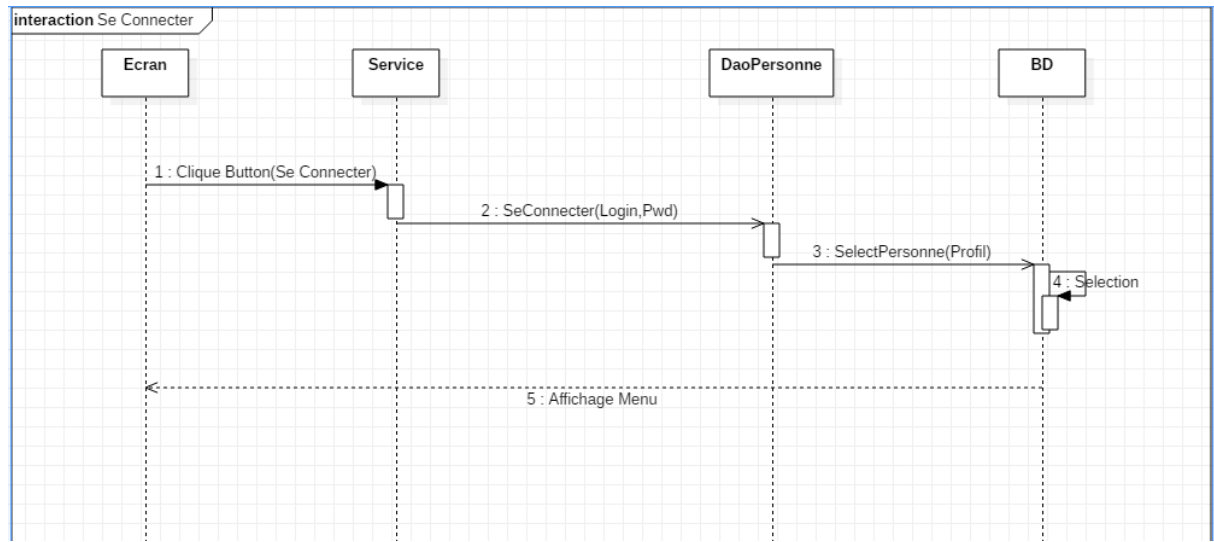 interaction Se Connecter
Ecran
Service
DaoPersonne
BD
1 : Clique Button(Se Connecter)
2 : SeConnecter(Login,Pwd)
3 : SelectPersonne(Profil)
4 : Selection
5 : Affichage Menu